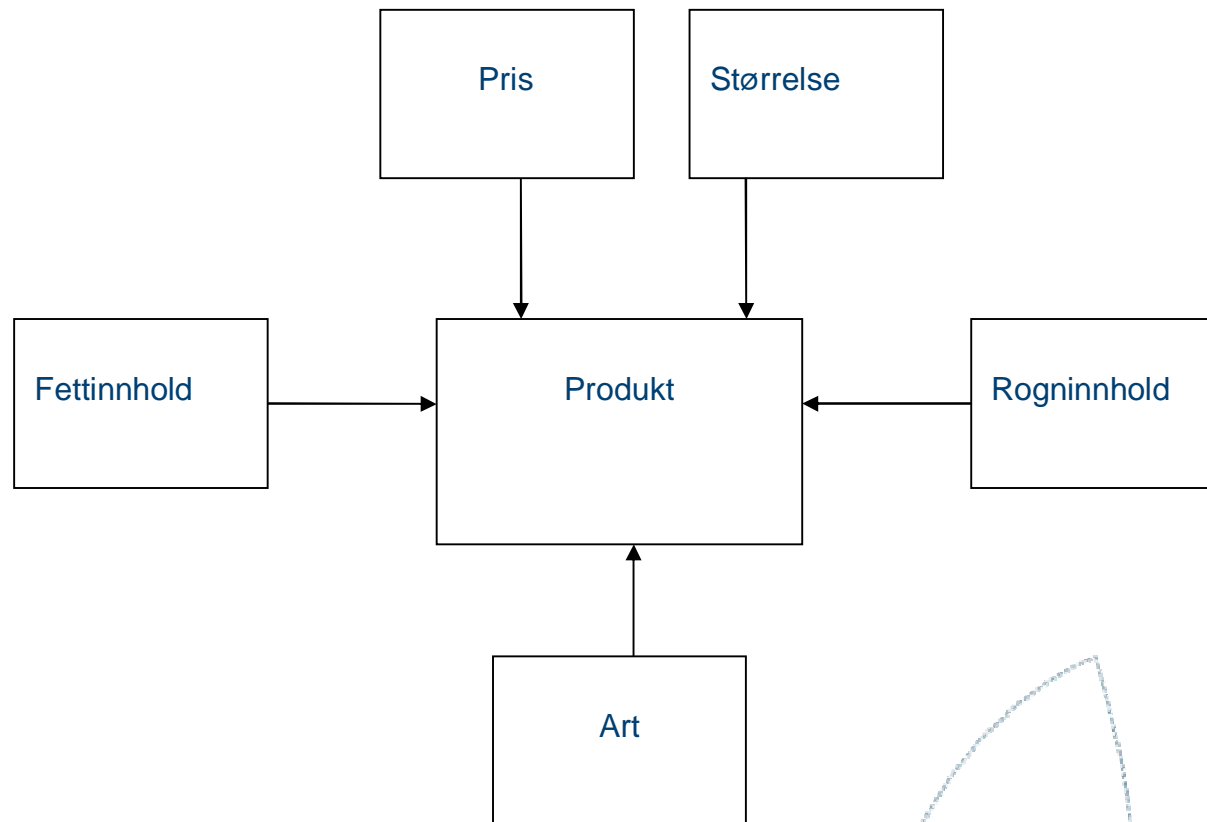 Pris
Størrelse
Fettinnhold
Produkt
Rogninnhold
Art